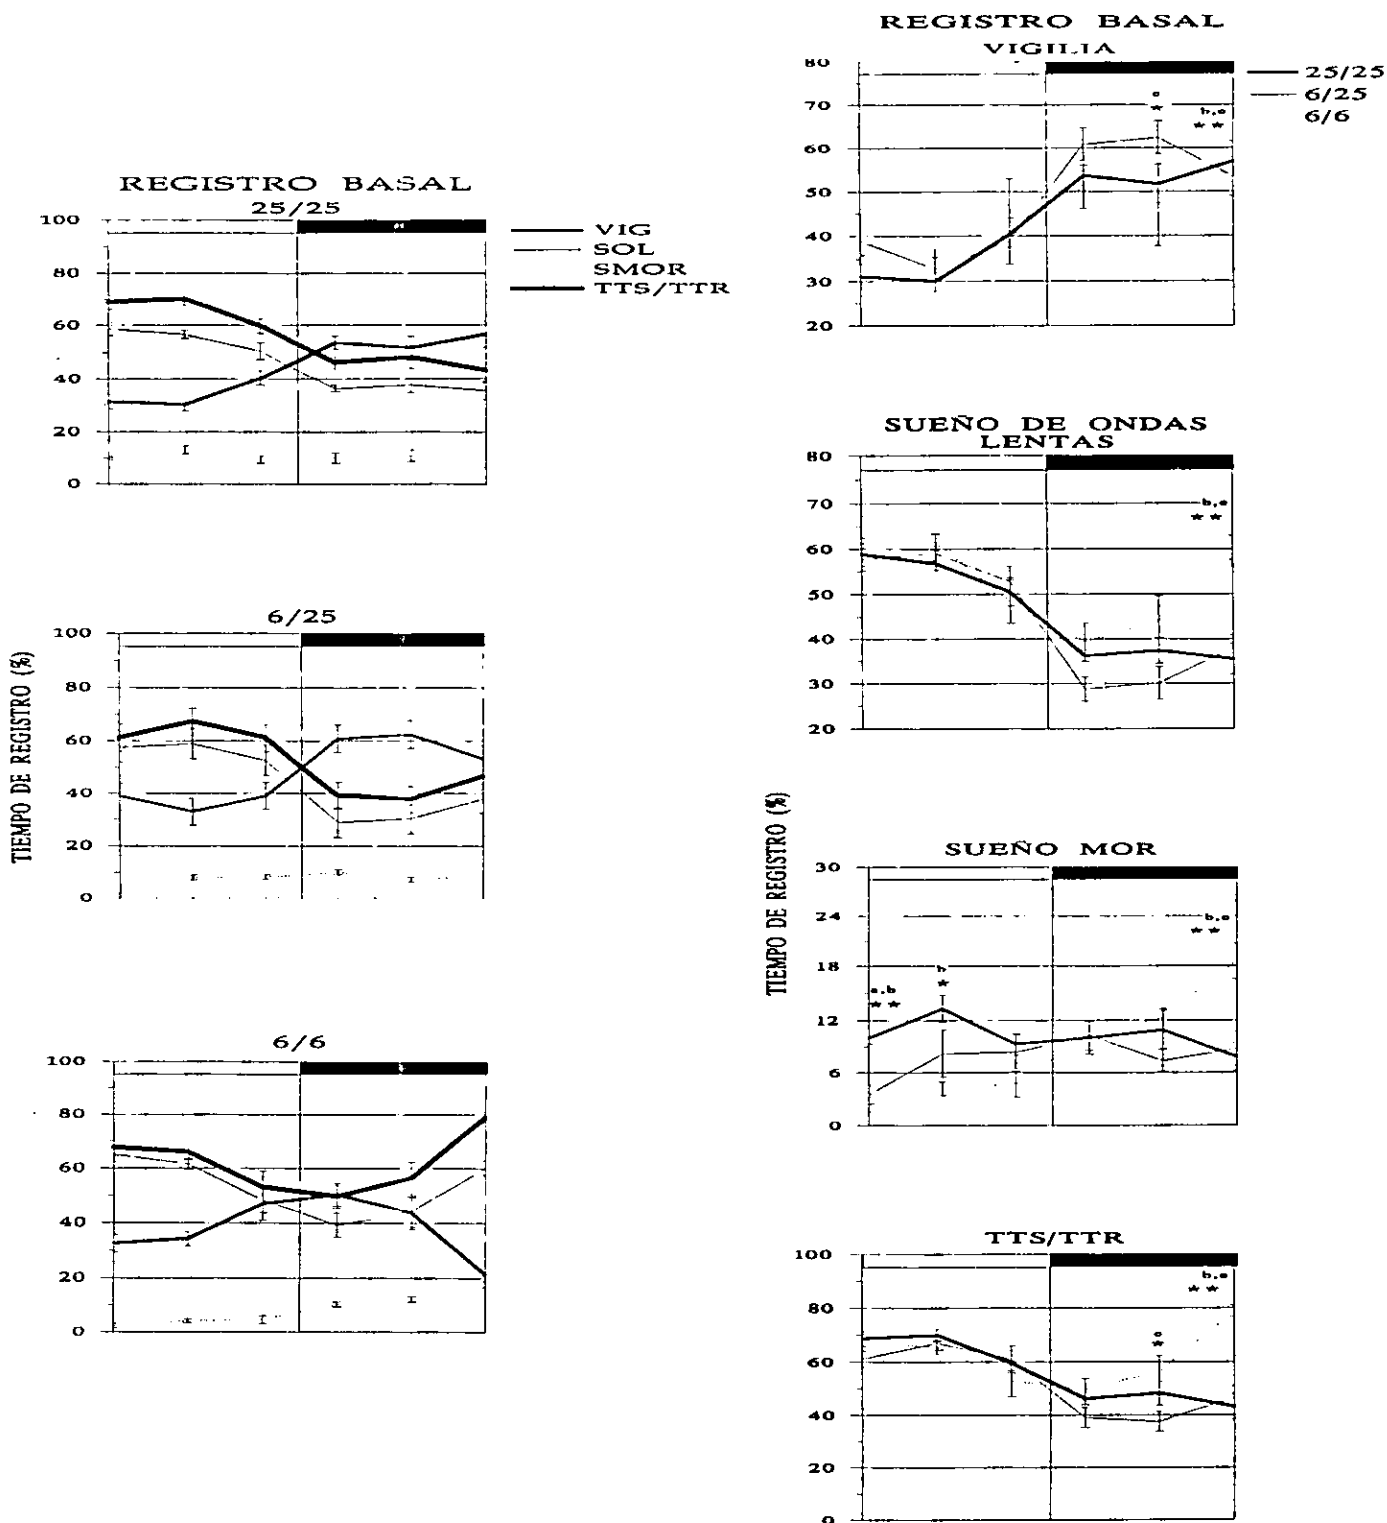 REGISTRO BASAL
25/25
100
80
60
40
20
0
VIG
SOL
SMOR
TTS/TTR
6/25
100
80
60
40
20
0
TIEMPO DE REGISTRO (%)
6/6
100
80
60
40
20
0
REGISTRO BASAL
VIGILIA
80
70
60
50
40
30
20
★
b,c
★★
25/25
6/25
6/6
SUEÑO DE ONDAS
LENTAS
80
70
60
50
40
30
20
b,c
★★
SUEÑO MOR
30
24
18
12
6
0
TIEMPO DE REGISTRO (%)
a,b
★★
b
★
b,c
★★
TTS/TTR
100
80
60
40
20
0
c
★
b,c
★★